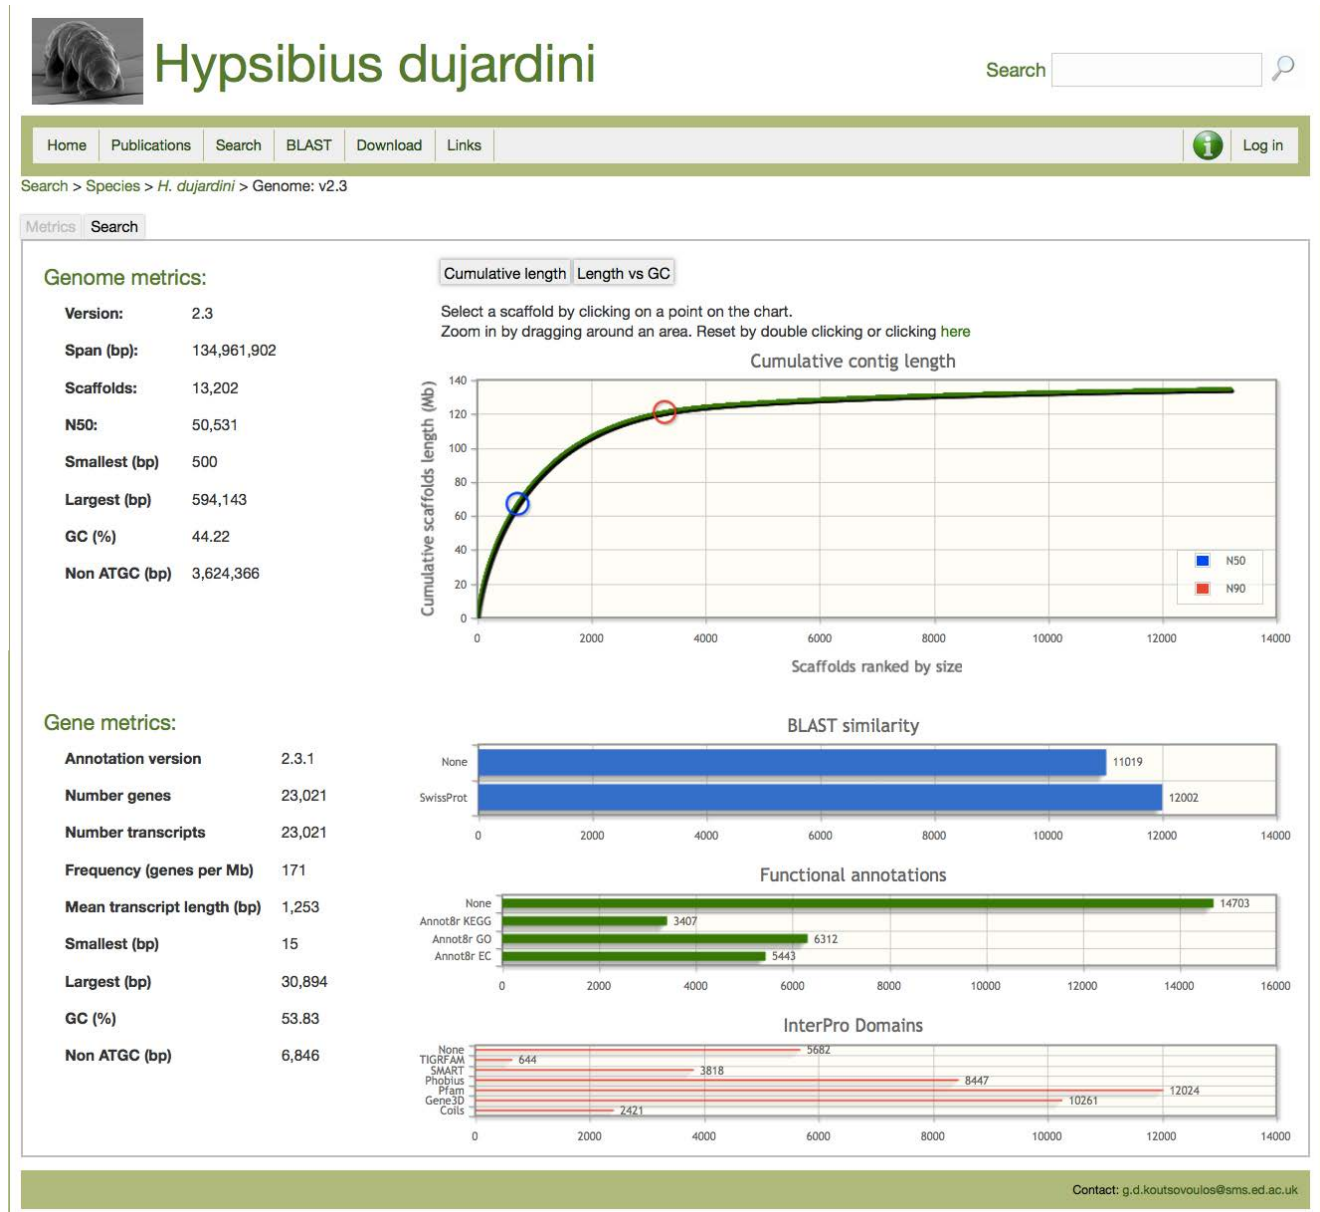 Hypsibius dujardini
Search
Home Publications Search BLAST Download Links Log in
Search > Species > H. dujardini > Genome: v2.3
Metrics Search
Genome metrics:
Version: 2.3
Span (bp): 134,961,902
Scaffolds: 13,202
N50: 50,531
Smallest (bp) 500
Largest (bp) 594,143
GC (%) 44.22
Non ATGC (bp) 3,624,366
Cumulative length Length vs GC
Select a scaffold by clicking on a point on the chart.
Zoom in by dragging around an area. Reset by double clicking or clicking here
Cumulative contig length
Cumulative scaffolds length (Mb)
140
120
100
80
60
40
20
0
N50
N90
0 2000 4000 6000 8000 10000 12000 14000
Scaffolds ranked by size
Gene metrics:
Annotation version 2.3.1
Number genes 23,021
Number transcripts 23,021
Frequency (genes per Mb) 171
Mean transcript length (bp) 1,253
Smallest (bp) 15
Largest (bp) 30,894
GC (%) 53.83
Non ATGC (bp) 6,846
BLAST similarity
None 11019
SwissProt 12002
0 2000 4000 6000 8000 10000 12000 14000
Functional annotations
None 14703
Annot8r KEGG 3407
Annot8r GO 6312
Annot8r EC 5443
0 2000 4000 6000 8000 10000 12000 14000 16000
InterPro Domains
None 5682
TIGRFAM 644
SMART 3818
Phobius 8447
Pfam 12024
Gene3D 10261
Coils 2421
0 2000 4000 6000 8000 10000 12000 14000
Contact: g.d.koutsovoulos@sms.ed.ac.uk